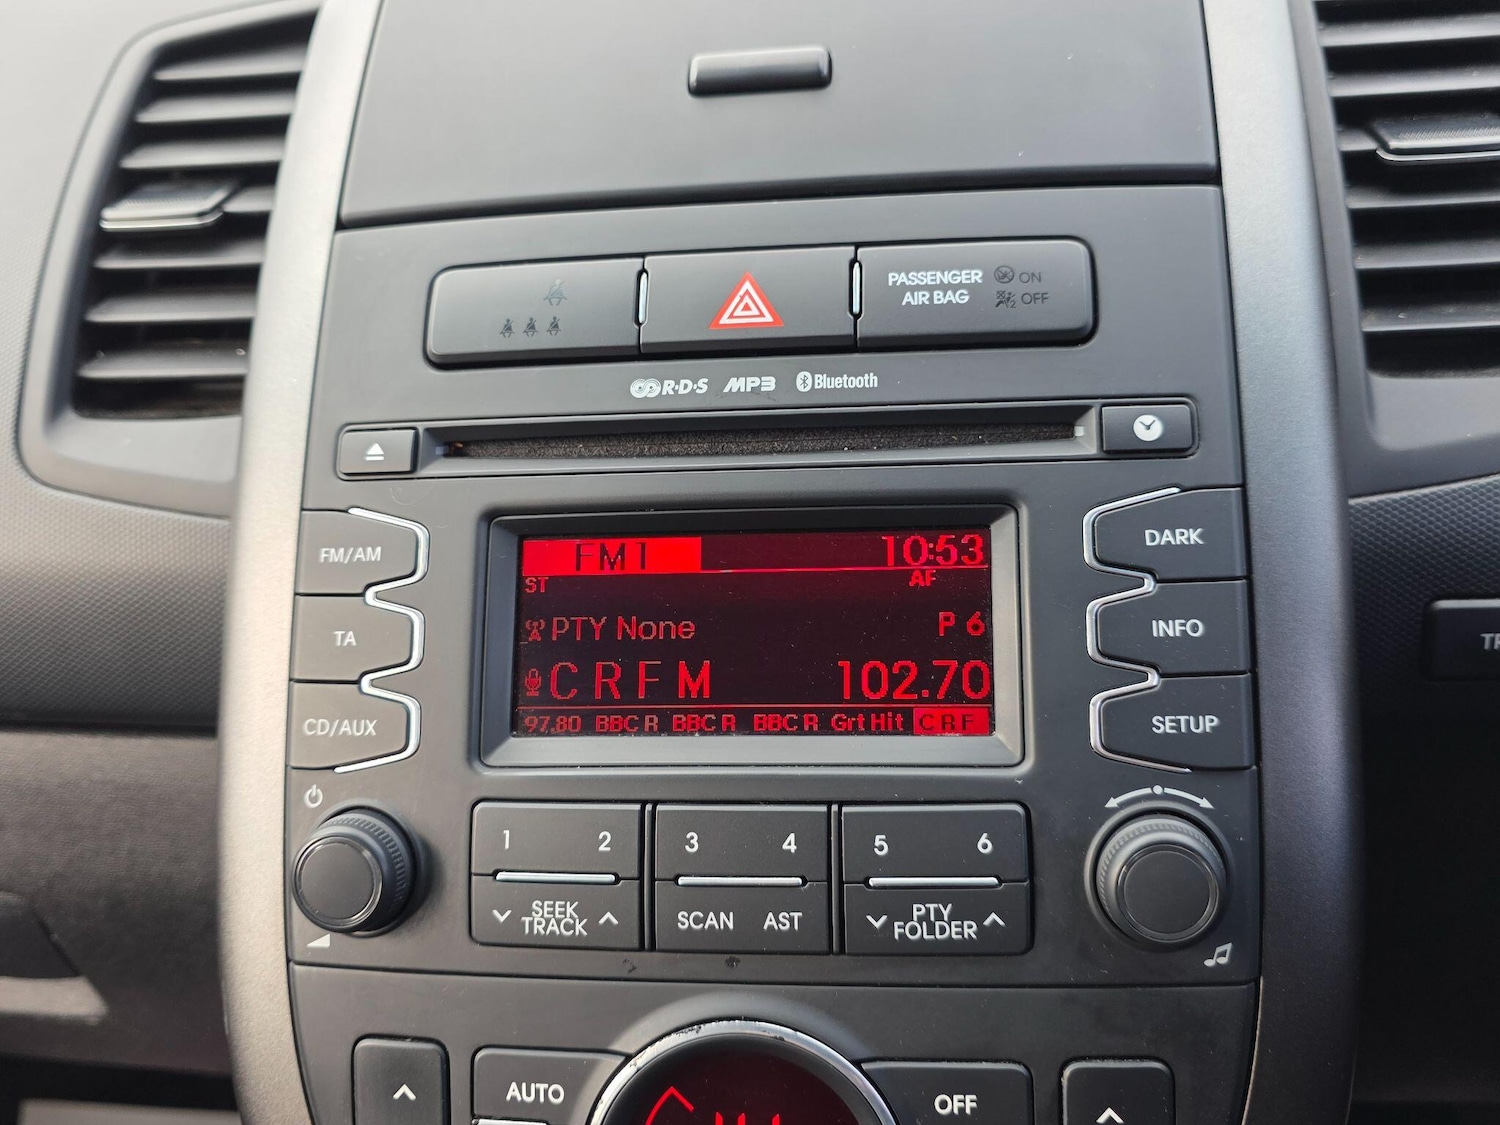 PASSENGER ON
AIR BAG 2 OFF
R·D·S MP3 Bluetooth
FM/AM
TA
CD/AUX
FM1 10:53
ST AF
PTY None P 6
C R F M 102.70
97.80 BBC R BBC R BBC R Grt Hit C R F
DARK
INFO
SETUP
1 2 3 4 5 6
SEEK
TRACK
SCAN AST
PTY
FOLDER
AUTO
OFF